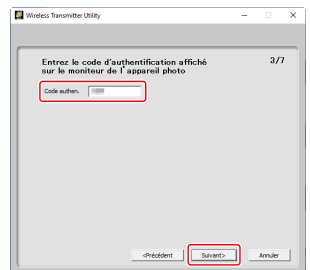 Wireless Transmitter Utility
Entrez le code d'authentification affiché 3/7
sur le moniteur de l'appareil photo
Code authen.
<Précédent Suivant> Annuler